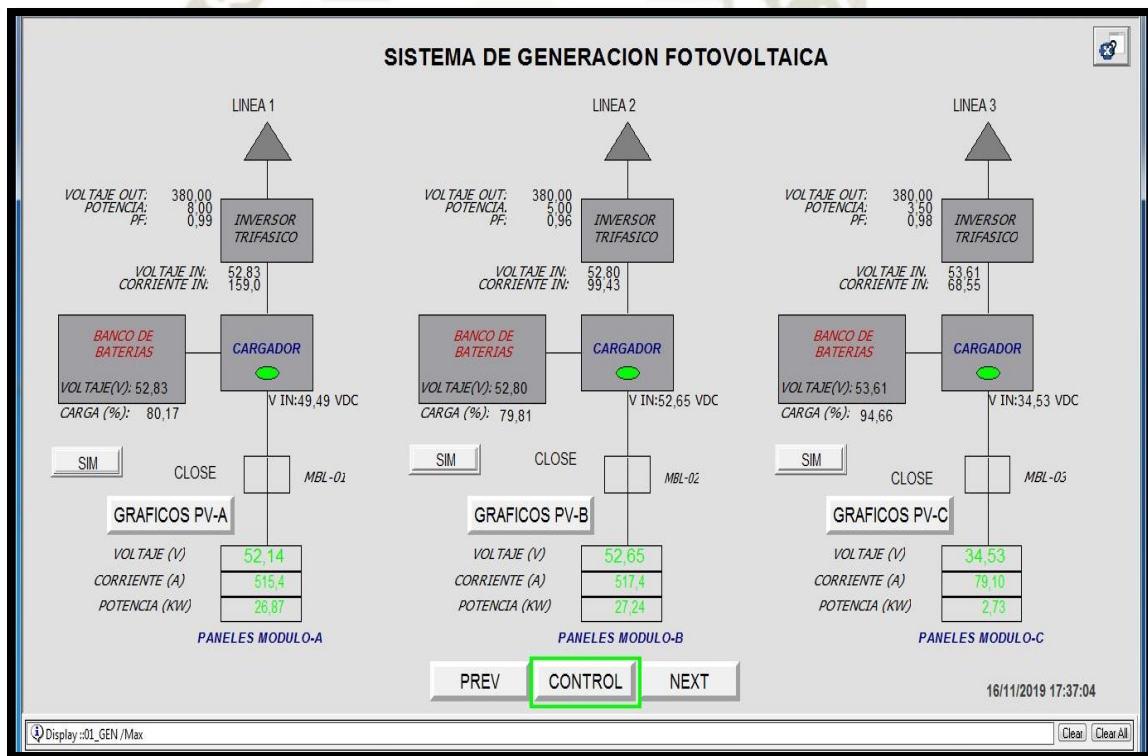 SISTEMA DE GENERACION FOTOVOLTAICA
LINEA 1
VOLTAJE OUT: 380,00
POTENCIA: 8,00
PF: 0,99
INVERSOR
TRIFASICO
VOLTAJE IN: 52,83
CORRIENTE IN: 159,0
BANCO DE
BATERIAS
VOLTAJE(V): 52,83
CARGA (%): 80,17
CARGADOR
V IN:49,49 VDC
SIM
CLOSE
MBL-01
GRAFICOS PV-A
VOLTAJE (V) 52,14
CORRIENTE (A) 515,4
POTENCIA (KW) 26,87
PANELES MODULO-A
LINEA 2
VOLTAJE OUT: 380,00
POTENCIA. 5,00
PF: 0,96
INVERSOR
TRIFASICO
VOLTAJE IN: 52,80
CORRIENTE IN: 99,43
BANCO DE
BATERIAS
VOLTAJE(V): 52,80
CARGA (%): 79,81
CARGADOR
V IN:52,65 VDC
SIM
CLOSE
MBL-02
GRAFICOS PV-B
VOLTAJE (V) 52,65
CORRIENTE (A) 517,4
POTENCIA (KW) 27,24
PANELES MODULO-B
LINEA 3
VOLTAJE OUT: 380,00
POTENCIA: 3,50
PF: 0,98
INVERSOR
TRIFASICO
VOLTAJE IN. 53,61
CORRIENTE IN: 68,55
BANCO DE
BATERIAS
VOLTAJE(V): 53,61
CARGA (%): 94,66
CARGADOR
V IN:34,53 VDC
SIM
CLOSE
MBL-03
GRAFICOS PV-C
VOLTAJE (V) 34,53
CORRIENTE (A) 79,10
POTENCIA (KW) 2,73
PANELES MODULO-C
PREV
CONTROL
NEXT
16/11/2019 17:37:04
Display ::01_GEN /Max
Clear
Clear All